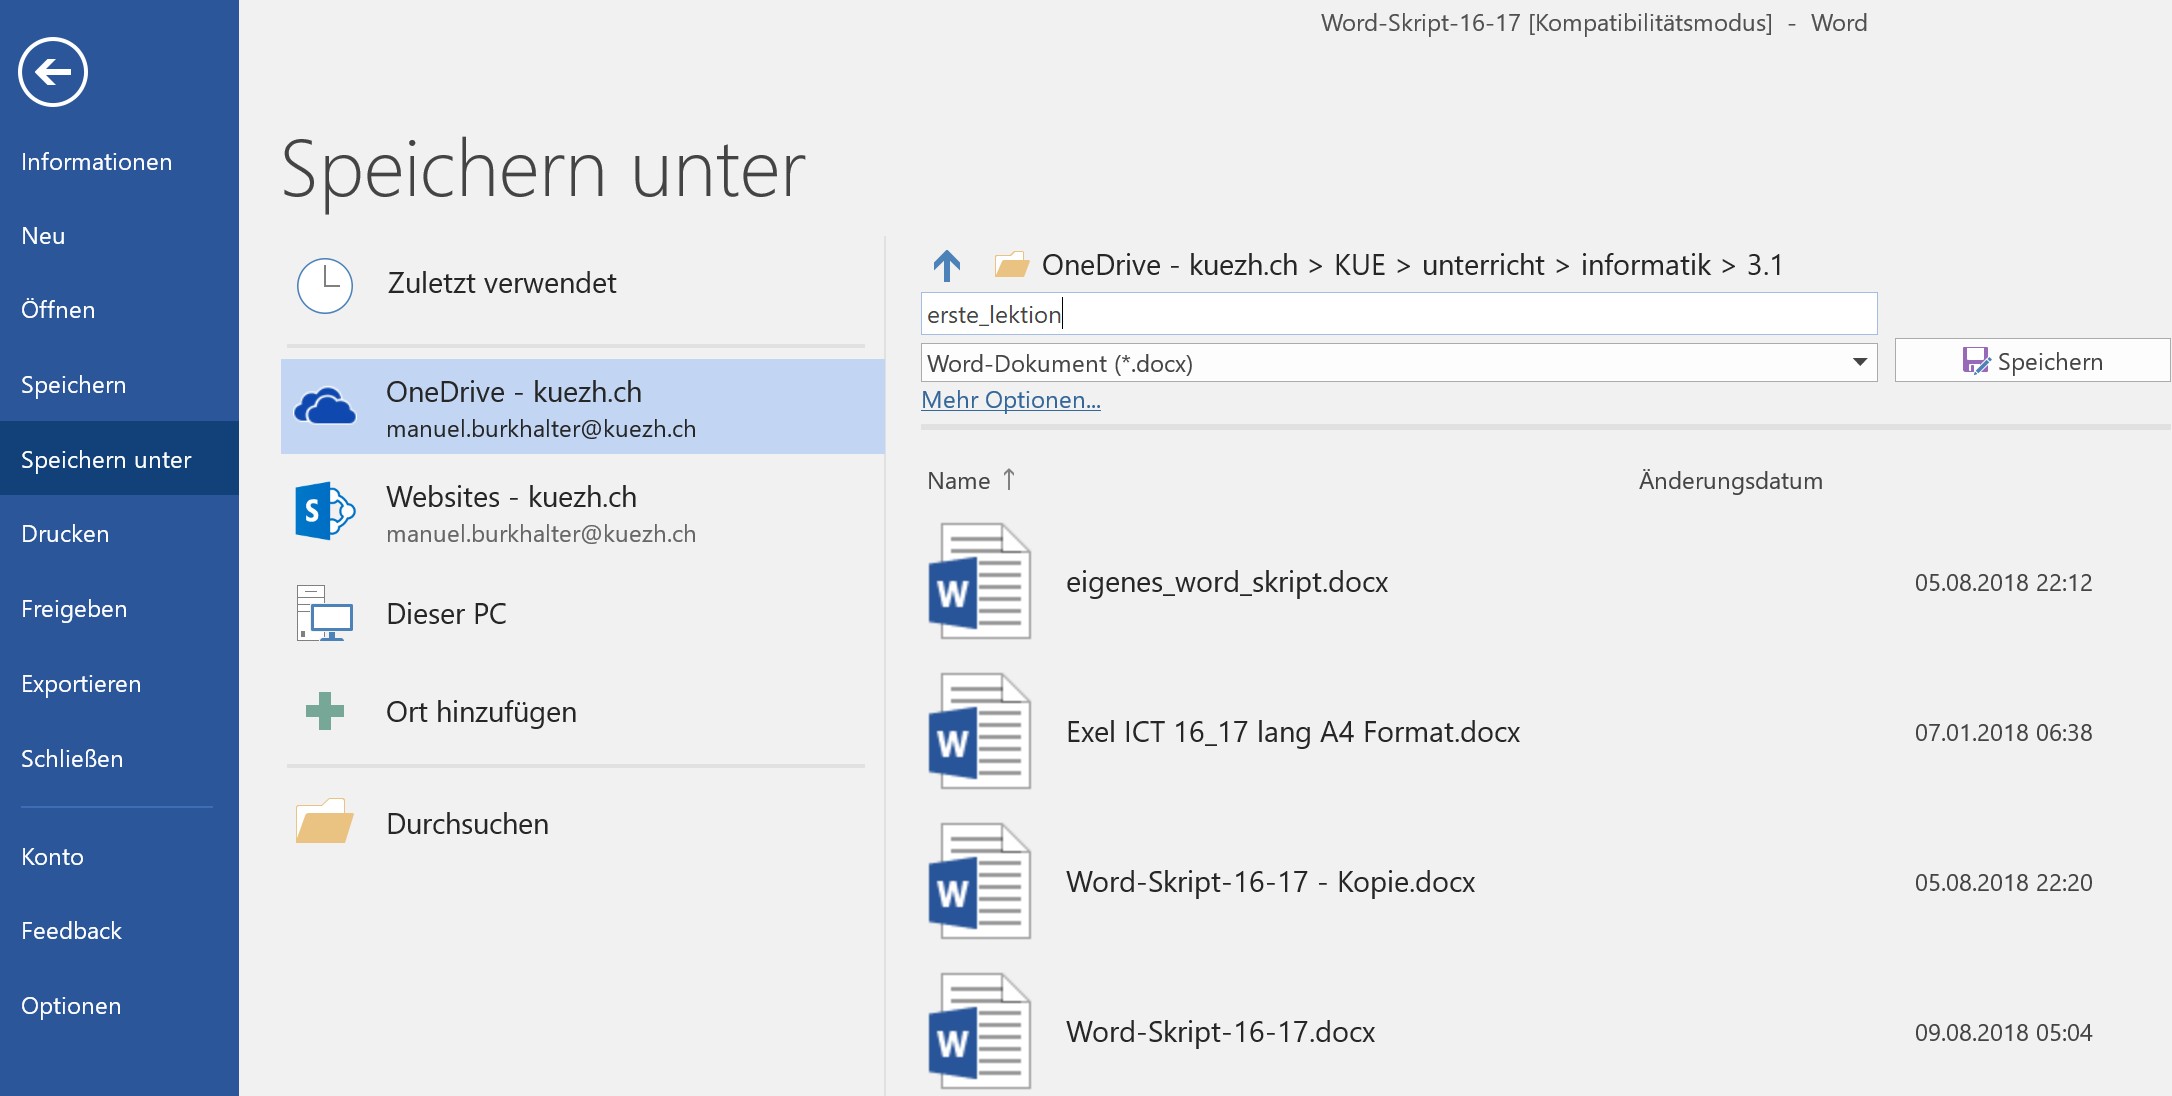 Word-Skript-16-17 [Kompatibilitätsmodus] - Word
Informationen
Neu
Öffnen
Speichern
Speichern unter
Drucken
Freigeben
Exportieren
Schließen
Konto
Feedback
Optionen
Speichern unter
Zuletzt verwendet
OneDrive - kuezh.ch
manuel.burkhalter@kuezh.ch
S
Websites - kuezh.ch
manuel.burkhalter@kuezh.ch
Dieser PC
Ort hinzufügen
Durchsuchen
OneDrive - kuezh.ch > KUE > unterricht > informatik > 3.1
erste_lektion
Word-Dokument (*.docx)
Speichern
Mehr Optionen...
Name ↑ Änderungsdatum
W eigenes_word_skript.docx 05.08.2018 22:12
W Exel ICT 16_17 lang A4 Format.docx 07.01.2018 06:38
W Word-Skript-16-17 - Kopie.docx 05.08.2018 22:20
W Word-Skript-16-17.docx 09.08.2018 05:04